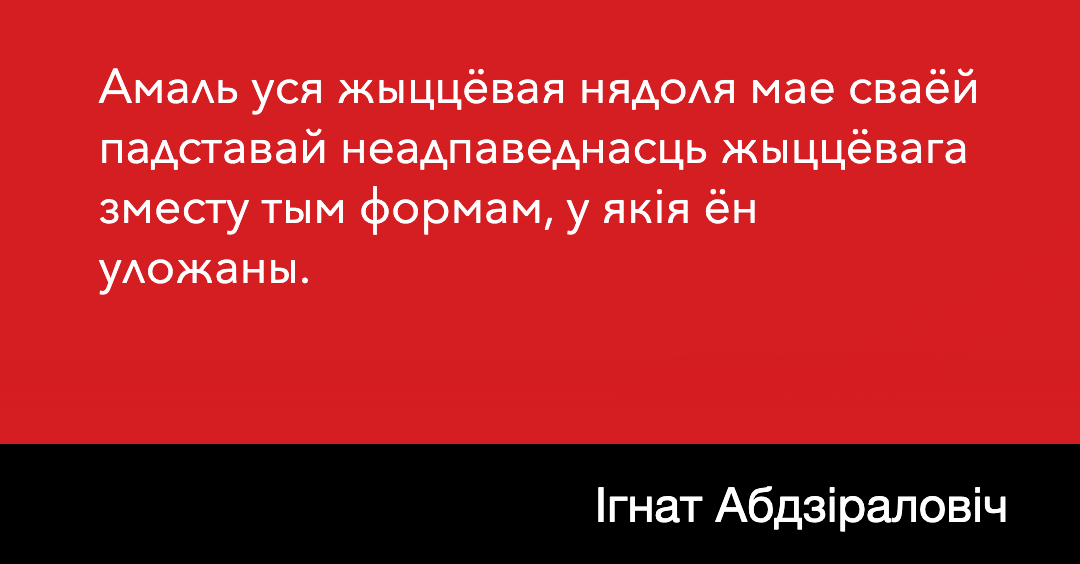 Амаль уся жыццёвая нядоля мае сваёй
падставай неадпаведнасць жыццёвага
зместу тым формам, у якія ён
уложаны.
Ігнат Абдзіраловіч